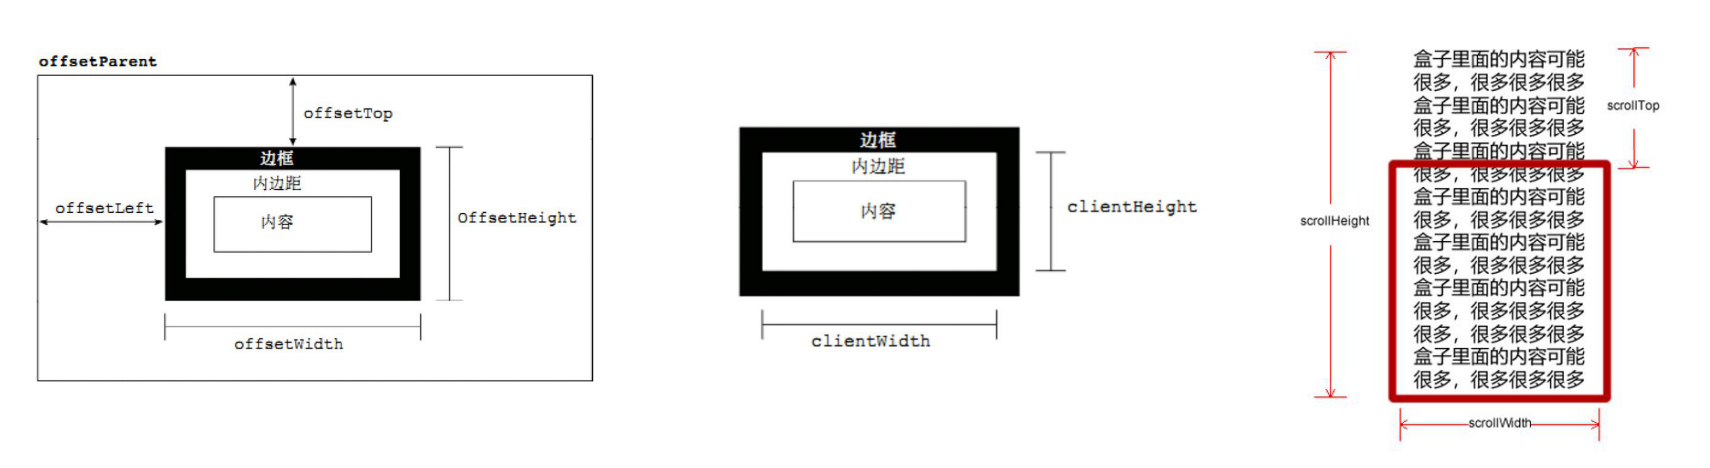 offsetParent
offsetTop
边框
内边距
offsetLeft
内容
OffsetHeight
offsetWidth
边框
内边距
内容
clientHeight
clientWidth
盒子里面的内容可能
很多，很多很多很多
盒子里面的内容可能
很多，很多很多很多
盒子里面的内容可能
很多，很多很多很多
盒子里面的内容可能
很多，很多很多很多
盒子里面的内容可能
很多，很多很多很多
盒子里面的内容可能
很多，很多很多很多
很多，很多很多很多
盒子里面的内容可能
很多，很多很多很多
scrollTop
scrollHeight
scrollWidth